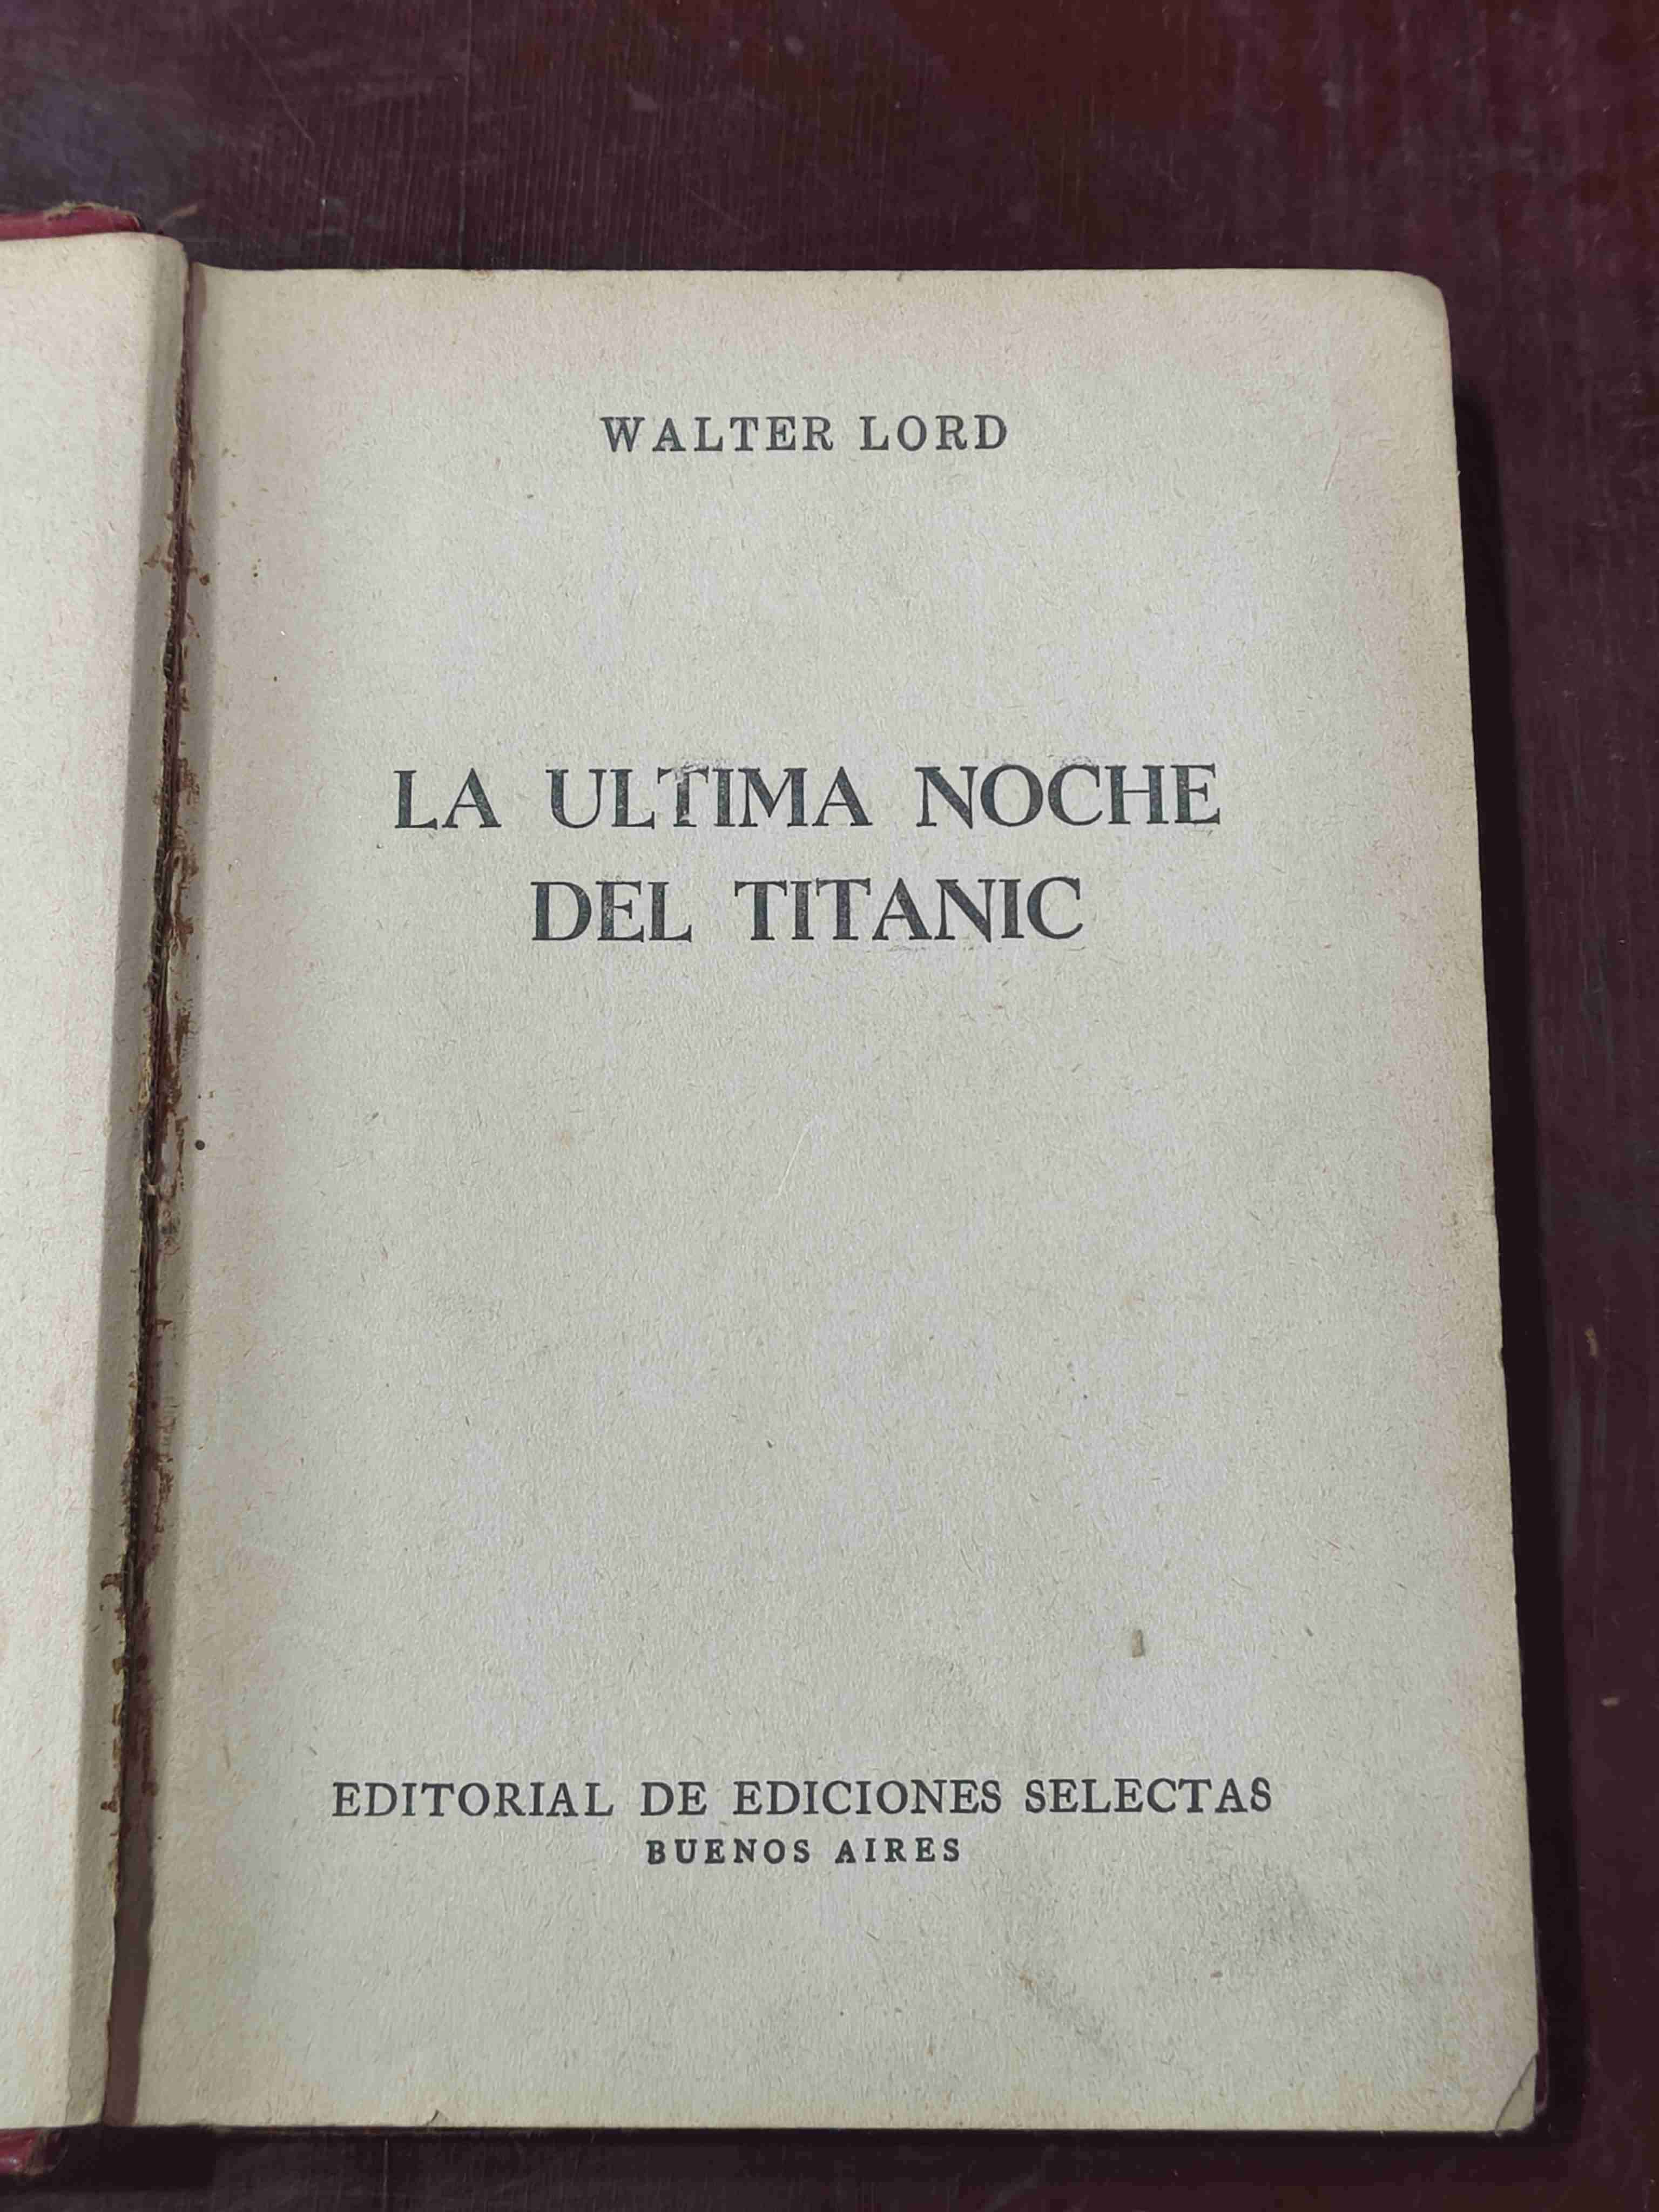 WALTER LORD
LA ULTIMA NOCHE
DEL TITANIC
EDITORIAL DE EDICIONES SELECTAS
BUENOS AIRES